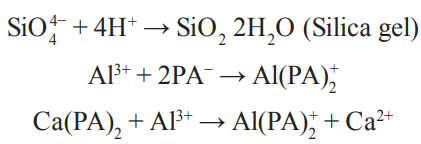 SiO₄⁴⁻ + 4H⁺ → SiO₂ 2H₂O (Silica gel)
Al³⁺ + 2PA⁻ → Al(PA)₂⁺
Ca(PA)₂ + Al³⁺ → Al(PA)₂⁺ + Ca²⁺